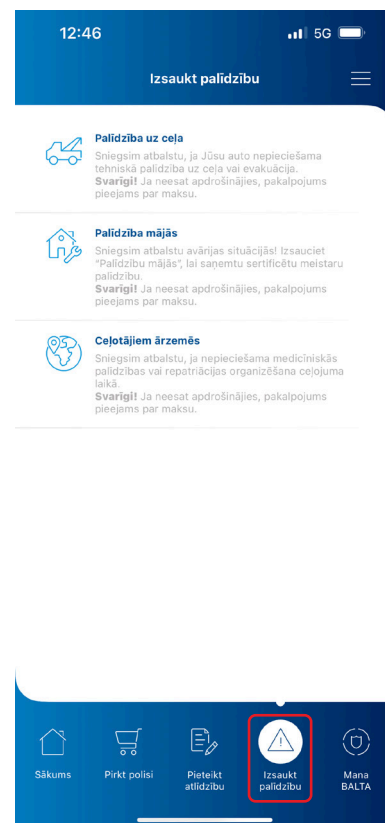 12:46
5G
Izsaukt palīdzību
Palīdzība uz ceļa
Sniegsim atbalstu, ja Jūsu auto nepieciešama
tehniskā palīdzība uz ceļa vai evakuācija.
Svarīgi! Ja neesat apdrošinājies, pakalpojums
pieejams par maksu.
Palīdzība mājās
Sniegsim atbalstu avārijas situācijās! Izsauciet
"Palīdzību mājās", lai saņemtu sertificētu meistaru
palīdzību.
Svarīgi! Ja neesat apdrošinājies, pakalpojums
pieejams par maksu.
Ceļotājiem ārzemēs
Sniegsim atbalstu, ja nepieciešama medicīniskās
palīdzības vai repatriācijas organizēšana ceļojuma
laikā.
Svarīgi! Ja neesat apdrošinājies, pakalpojums
pieejams par maksu.
Sākums
Pirkt polisi
Pieteikt
atlīdzību
Izsaukt
palīdzību
Mana
BALTA